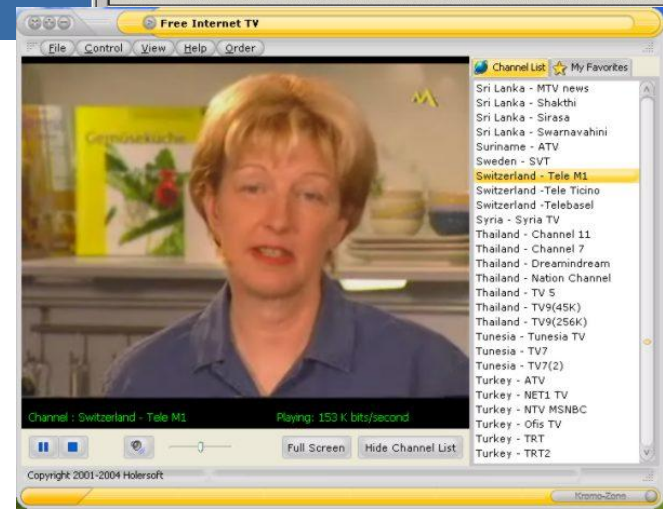 Free Internet TV
File Control View Help Order
Channel List My Favorites
Gemüseküche
Sri Lanka - MTV news
Sri Lanka - Shakthi
Sri Lanka - Sirasa
Sri Lanka - Swarnavahini
Suriname - ATV
Sweden - SVT
Switzerland - Tele M1
Switzerland -Tele Ticino
Switzerland -Telebasel
Syria - Syria TV
Thailand - Channel 11
Thailand - Channel 7
Thailand - Dreamindream
Thailand - Nation Channel
Thailand - TV 5
Thailand - TV9(45K)
Thailand - TV9(256K)
Tunesia - Tunesia TV
Tunesia - TV7
Tunesia - TV7(2)
Turkey - ATV
Turkey - NET1 TV
Turkey - NTV MSNBC
Turkey - Ofis TV
Turkey - TRT
Turkey - TRT2
Channel : Switzerland - Tele M1 Playing: 153 K bits/second
Full Screen Hide Channel List
Copyright 2001-2004 Holersoft
Kromo-Zone